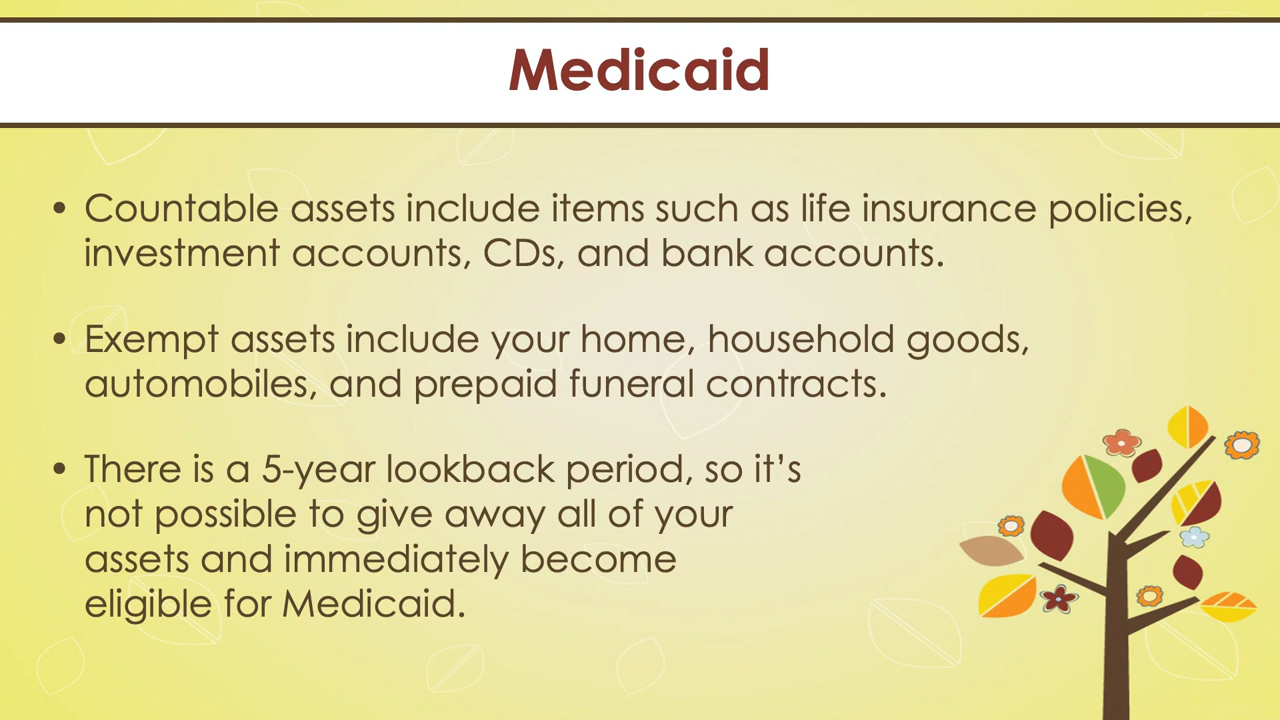 Medicaid
• Countable assets include items such as life insurance policies,
investment accounts, CDs, and bank accounts.
• Exempt assets include your home, household goods,
automobiles, and prepaid funeral contracts.
• There is a 5-year lookback period, so it’s
not possible to give away all of your
assets and immediately become
eligible for Medicaid.